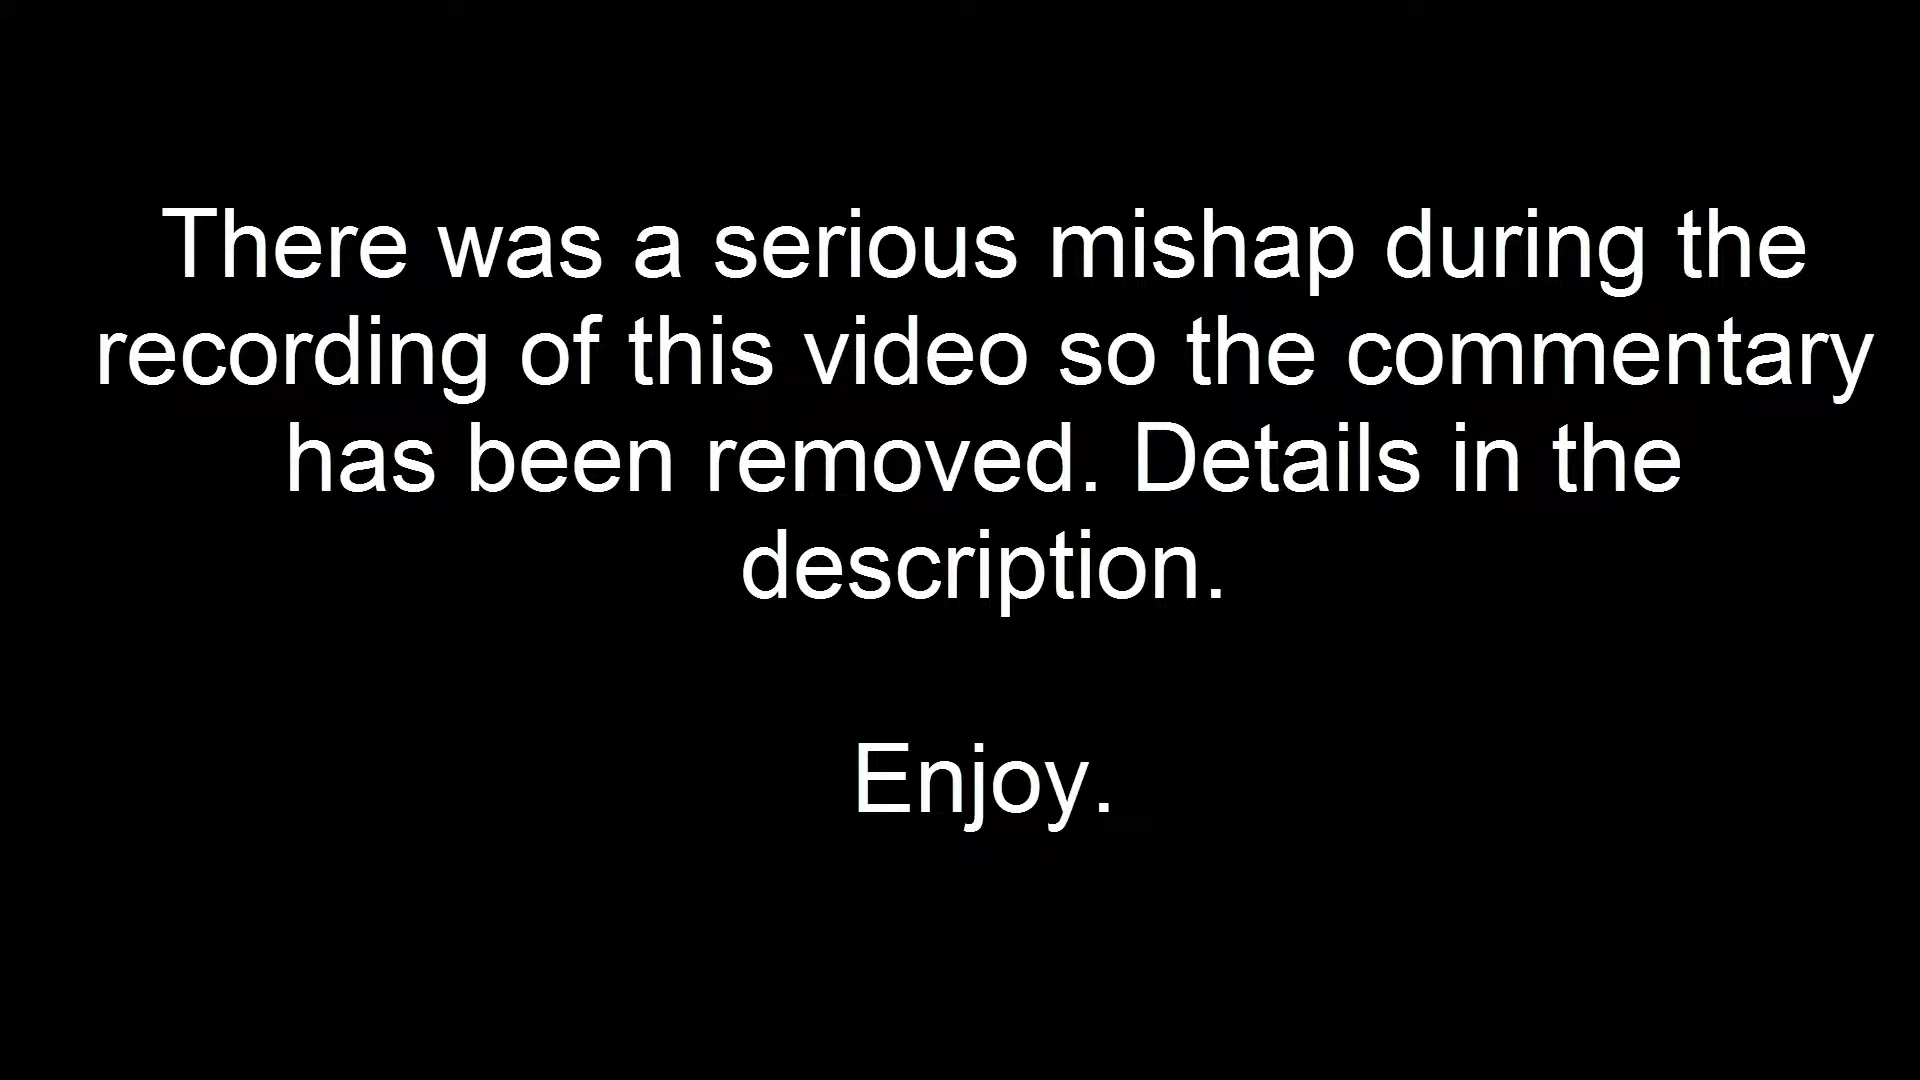 There was a serious mishap during the
recording of this video so the commentary
has been removed. Details in the
description.
Enjoy.